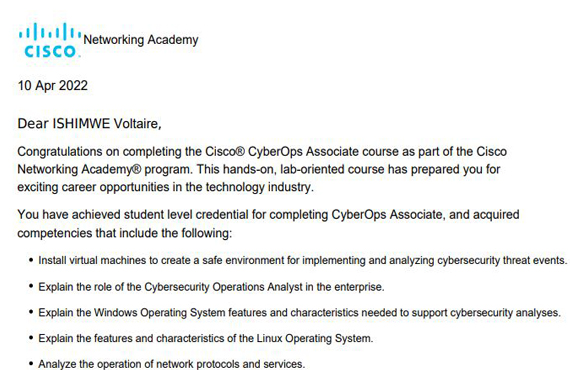 CISCO. Networking Academy
10 Apr 2022
Dear ISHIMWE Voltaire,
Congratulations on completing the Cisco® CyberOps Associate course as part of the Cisco
Networking Academy® program. This hands-on, lab-oriented course has prepared you for
exciting career opportunities in the technology industry.
You have achieved student level credential for completing CyberOps Associate, and acquired
competencies that include the following:
• Install virtual machines to create a safe environment for implementing and analyzing cybersecurity threat events.
• Explain the role of the Cybersecurity Operations Analyst in the enterprise.
• Explain the Windows Operating System features and characteristics needed to support cybersecurity analyses.
• Explain the features and characteristics of the Linux Operating System.
• Analyze the operation of network protocols and services.